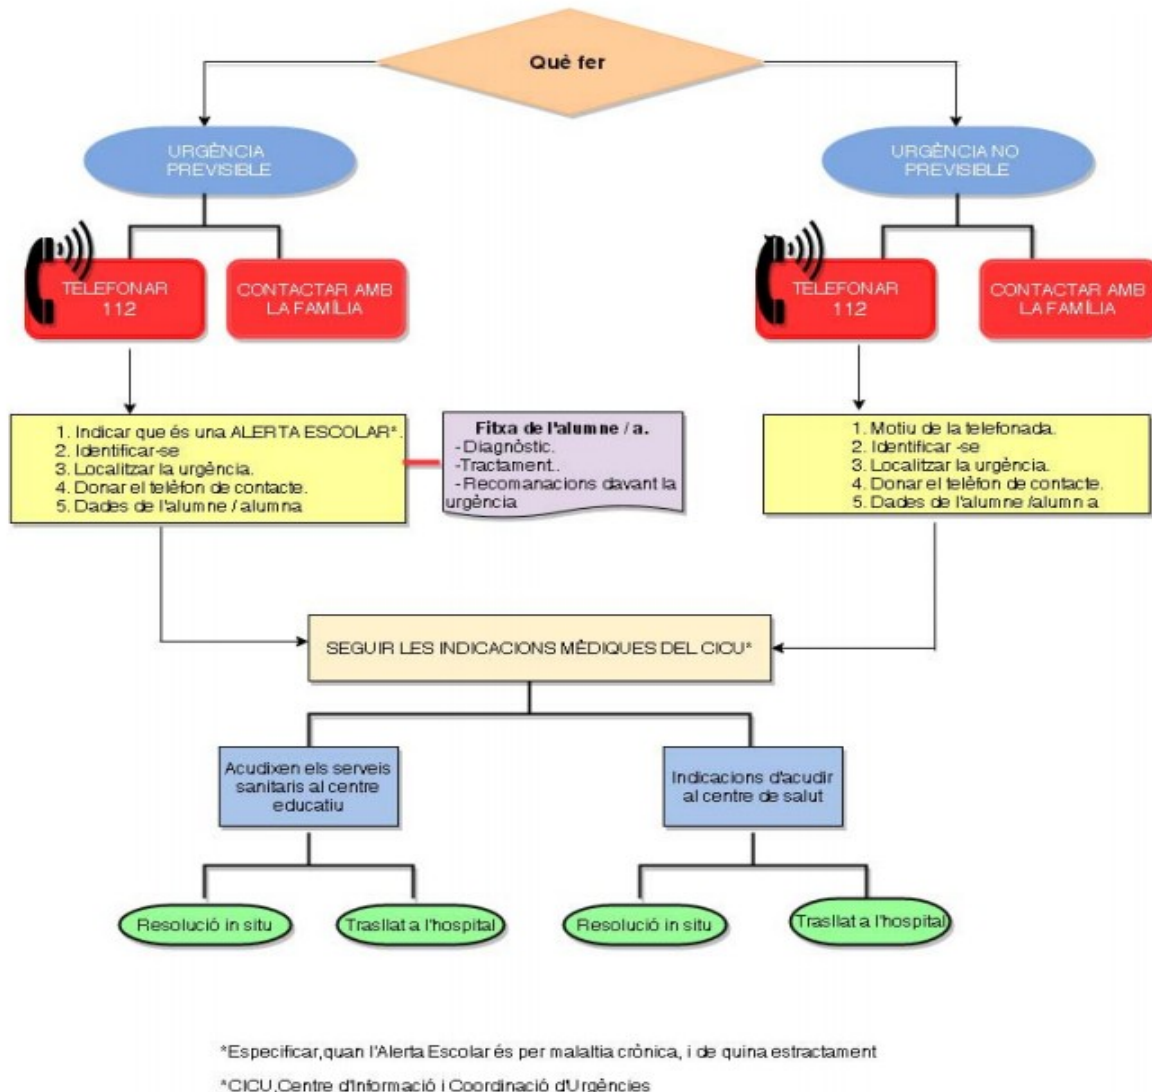 Què fer
URGÈNCIA
PREVISIBLE
URGÈNCIA NO
PREVISIBLE
TELEFONAR
112
CONTACTAR AMB
LA FAMÍLIA
TELEFONAR
112
CONTACTAR AMB
LA FAMÍLIA
1. Indicar que és una ALERTA ESCOLAR*.
2. Identificar-se
3. Localitzar la urgència.
4. Donar el telèfon de contacte.
5. Dades de l'alumne / alumna
Fitxa de l'alumne / a.
-Diagnòstic.
-Tractament..
-Recomanacions davant la
urgència
1. Motiu de la telefonada.
2. Identificar -se
3. Localitzar la urgència.
4. Donar el telèfon de contacte.
5. Dades de l'alumne /alumn a
SEGUIR LES INDICACIONS MÈDIQUES DEL CICU*
Acudixen els serveis
sanitaris al centre
educatiu
Indicacions d'acudir
al centre de salut
Resolució in situ
Trasllat a l'hospital
Resolució in situ
Trasllat a l'hospital
*Especificar,quan l'Alerta Escolar és per malaltia crònica, i de quina estractament
*CICU.Centre d'Informació i Coordinació d'Urgències